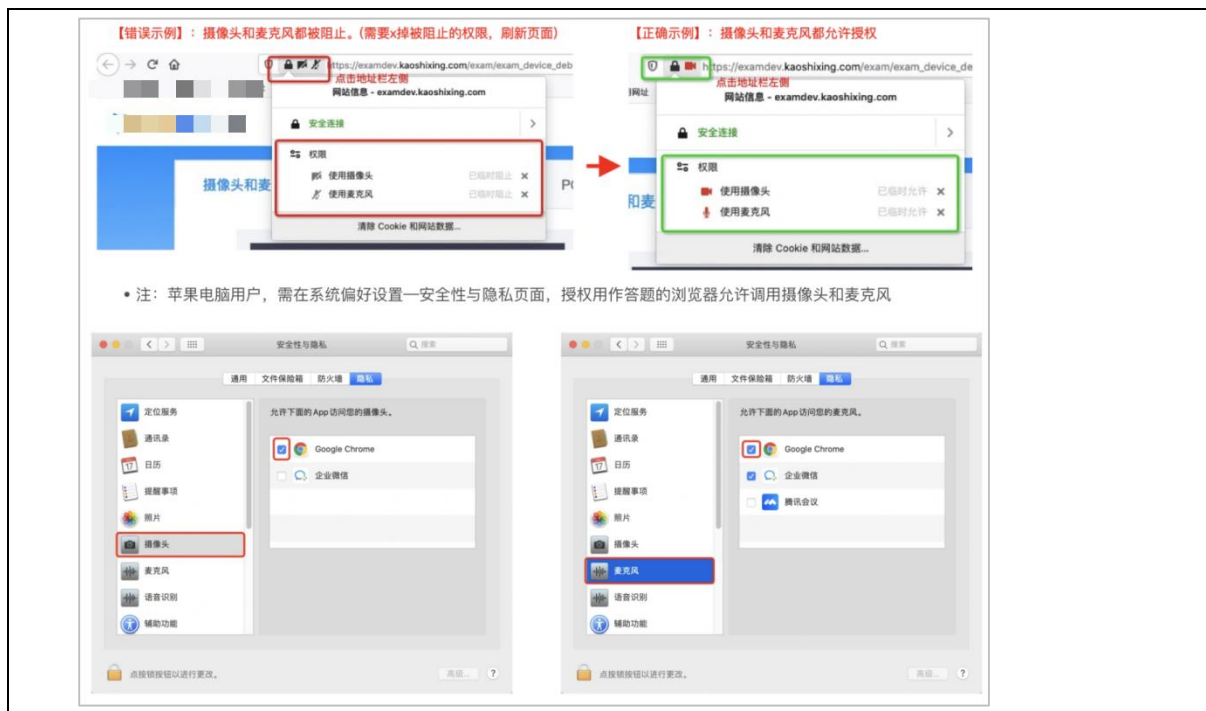 【错误示例】：摄像头和麦克风都被阻止。(需要x掉被阻止的权限，刷新页面)
https://examdev.kaoshixing.com/exam/exam_device_deb
点击地址栏左侧
网站信息 - examdev.kaoshixing.com
安全连接
权限
使用摄像头 已临时阻止
使用麦克风 已临时阻止
清除 Cookie 和网站数据...
摄像头和麦
【正确示例】：摄像头和麦克风都允许授权
https://examdev.kaoshixing.com/exam/exam_device_de
点击地址栏左侧
网址
网站信息 - examdev.kaoshixing.com
安全连接
权限
使用摄像头 已临时允许
使用麦克风 已临时允许
清除 Cookie 和网站数据...
和麦
• 注：苹果电脑用户，需在系统偏好设置—安全性与隐私页面，授权用作答题的浏览器允许调用摄像头和麦克风
安全性与隐私 搜索
通用 文件保险箱 防火墙 隐私
定位服务
通讯录
日历
提醒事项
照片
摄像头
麦克风
语音识别
辅助功能
允许下面的 App 访问您的摄像头。
Google Chrome
企业微信
点按锁按钮以进行更改。
高级... ?
安全性与隐私 搜索
通用 文件保险箱 防火墙 隐私
定位服务
通讯录
日历
提醒事项
照片
摄像头
麦克风
语音识别
辅助功能
允许下面的 App 访问您的麦克风。
Google Chrome
企业微信
腾讯会议
点按锁按钮以进行更改。
高级... ?